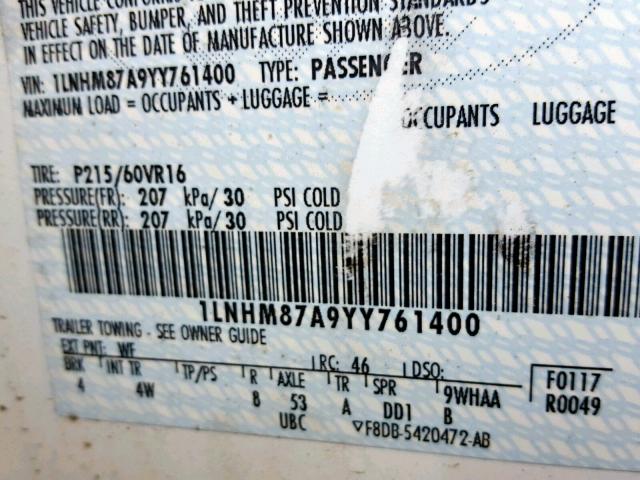 THIS VEHICLE CONFORMS
VEHICLE SAFETY, BUMPER, AND THEFT PREVENTION STANDARDS
IN EFFECT ON THE DATE OF MANUFACTURE SHOWN ABOVE.
VIN: 1LNHM87A9YY761400 TYPE: PASSENGER
MAXIMUM LOAD = OCCUPANTS + LUGGAGE =
OCCUPANTS LUGGAGE
TIRE: P215/60VR16
PRESSURE(FR): 207 kPa/ 30 PSI COLD
PRESSURE(RR): 207 kPa/ 30 PSI COLD
1LNHM87A9YY761400
TRAILER TOWING - SEE OWNER GUIDE
EXT PNT: WF RC: 46 DSO: F0117
BRK INT TR TP/PS R AXLE TR SPR 9WHAA R0049
4 4W 8 53 A DD1 B
UBC ▽F8DB-5420472-AB